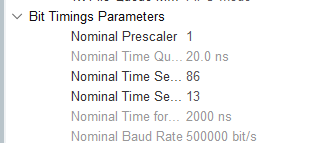 Bit Timings Parameters
Nominal Prescaler 1
Nominal Time Qu... 20.0 ns
Nominal Time Se... 86
Nominal Time Se... 13
Nominal Time for... 2000 ns
Nominal Baud Rate 500000 bit/s